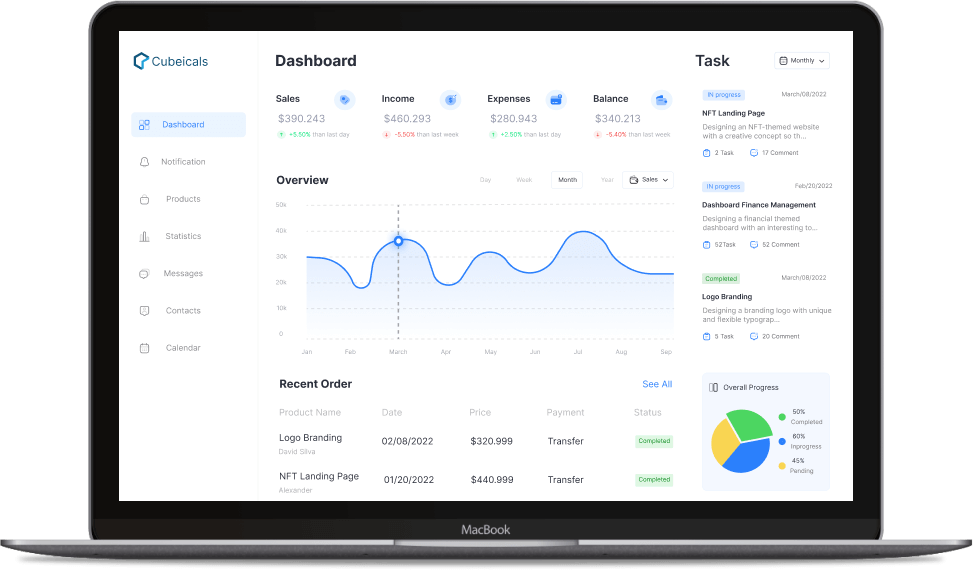 Cubeicals
Dashboard
Notification
Products
Statistics
Messages
Contacts
Calendar
Dashboard
Sales
$390.243
+5.50% than last day
Income
$460.293
-5.50% than last week
Expenses
$280.943
+2.50% than last day
Balance
$340.213
-5.40% than last week
Overview
Day Week Month Year Sales
50k
40k
30k
20k
10k
0
Jan Feb March Apr May Jun Jul Aug Sep
Recent Order See All
Product Name Date Price Payment Status
Logo Branding 02/08/2022 $320.999 Transfer Completed
David Silva
NFT Landing Page 01/20/2022 $440.999 Transfer Completed
Alexander
Task Monthly
IN progress March/08/2022
NFT Landing Page
Designing an NFT-themed website
with a creative concept so th...
2 Task 17 Comment
IN progress Feb/20/2022
Dashboard Finance Management
Designing a financial themed
dashboard with an Interesting to...
52Task 52 Comment
Completed March/08/2022
Logo Branding
Designing a branding logo with unique
and flexible typograp...
5 Task 20 Comment
Overall Progress
50%
Completed
60%
Inprogress
45%
Pending
MacBook